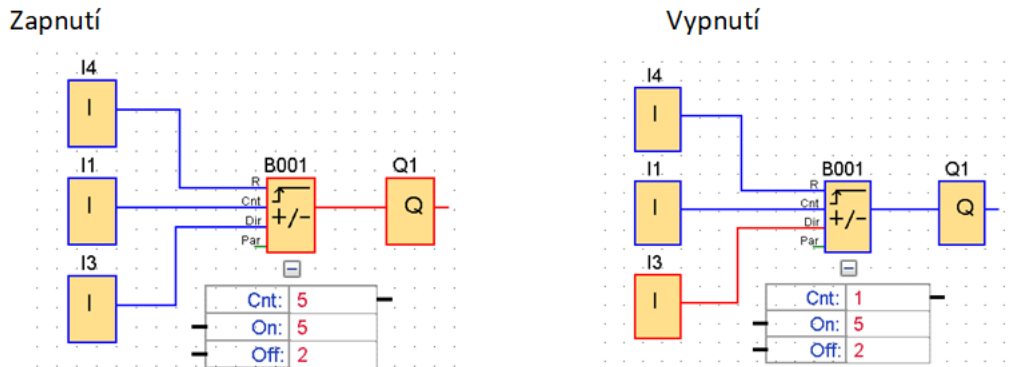 Zapnutí
I4
I
I1
I
I3
I
B001
R
Cnt
Dir
Par
+/-
Q1
Q
Cnt: 5
On: 5
Off: 2
Vypnutí
I4
I
I1
I
I3
I
B001
R
Cnt
Dir
Par
+/-
Q1
Q
Cnt: 1
On: 5
Off: 2